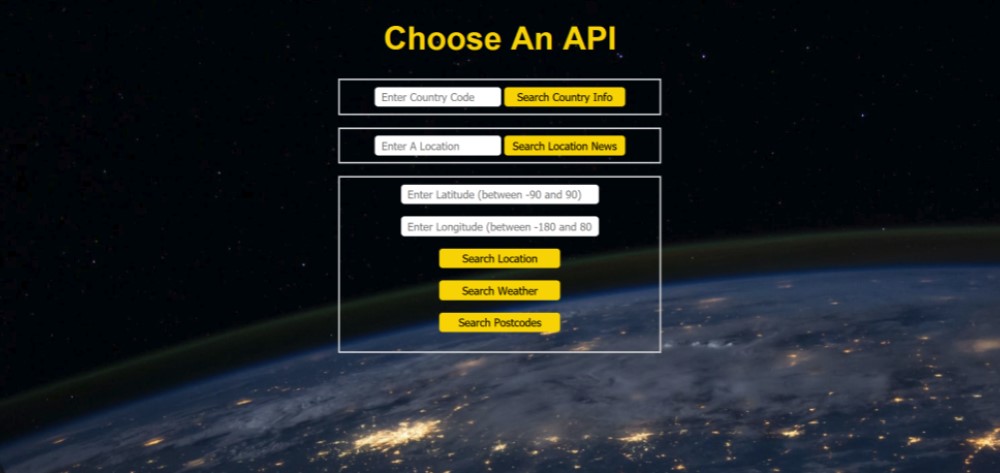 Choose An API
Enter Country Code Search Country Info
Enter A Location Search Location News
Enter Latitude (between -90 and 90)
Enter Longitude (between -180 and 80
Search Location
Search Weather
Search Postcodes